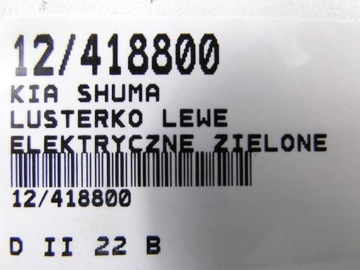 12/418800
KIA SHUMA
LUSTERKO LEWE
ELEKTRYCZNE ZIELONE
12/418800
D II 22 B